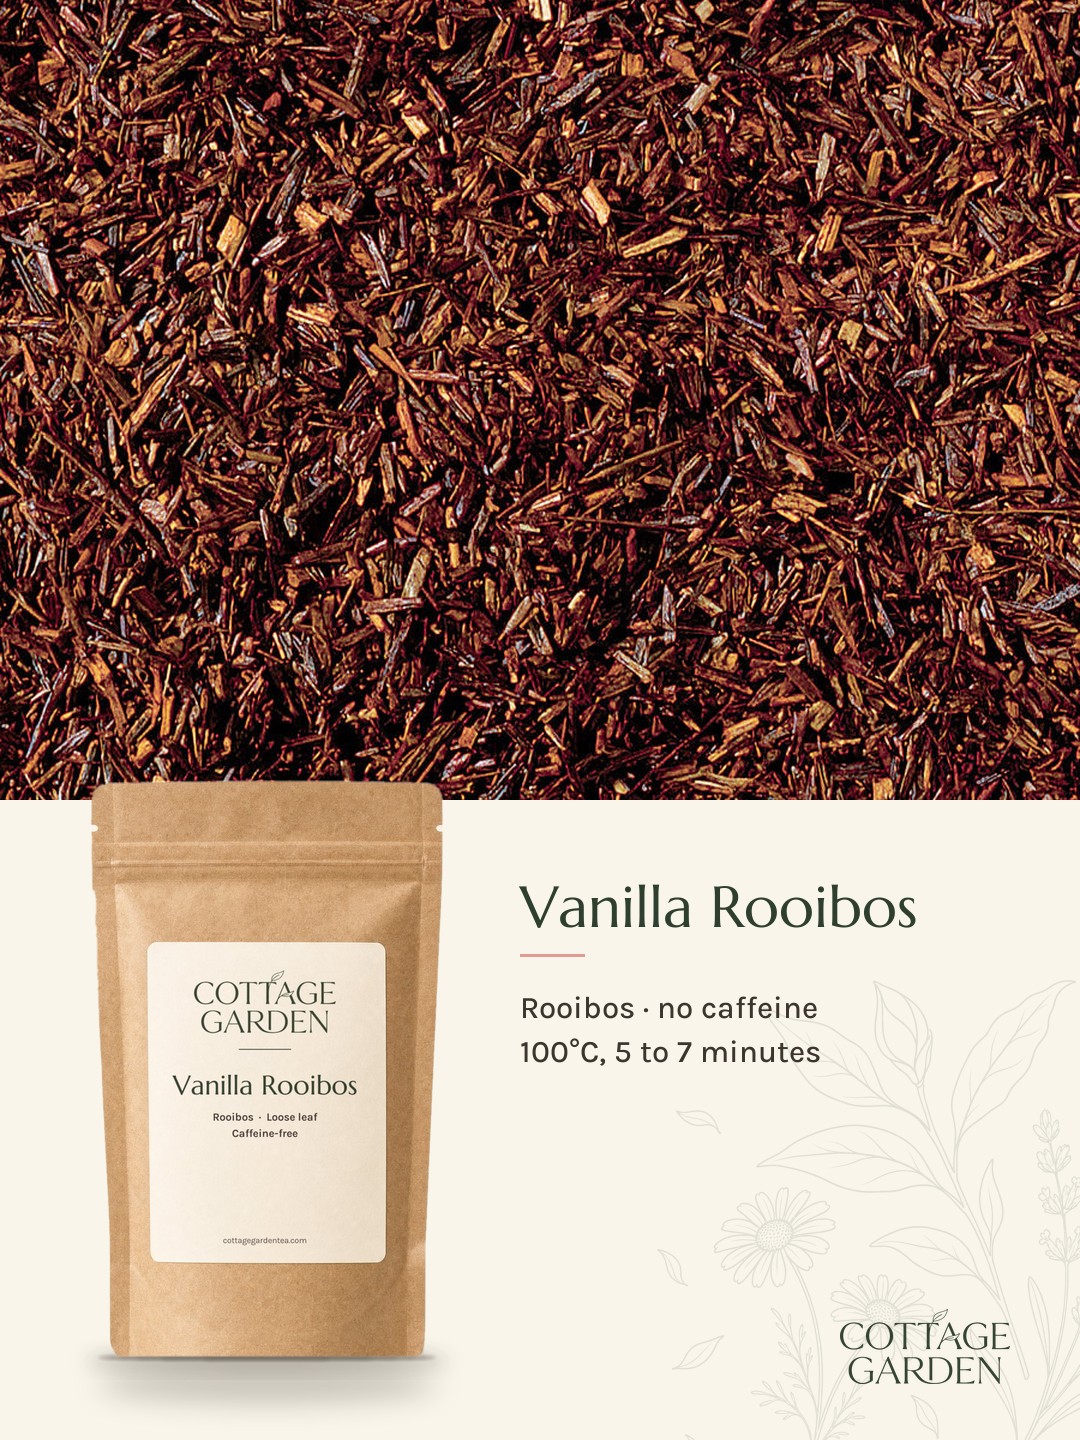 COTTAGE
GARDEN
Vanilla Rooibos
Rooibos · Loose leaf
Caffeine-free
cottagegardentea.com
Vanilla Rooibos
Rooibos · no caffeine
100°C, 5 to 7 minutes
COTTAGE
GARDEN